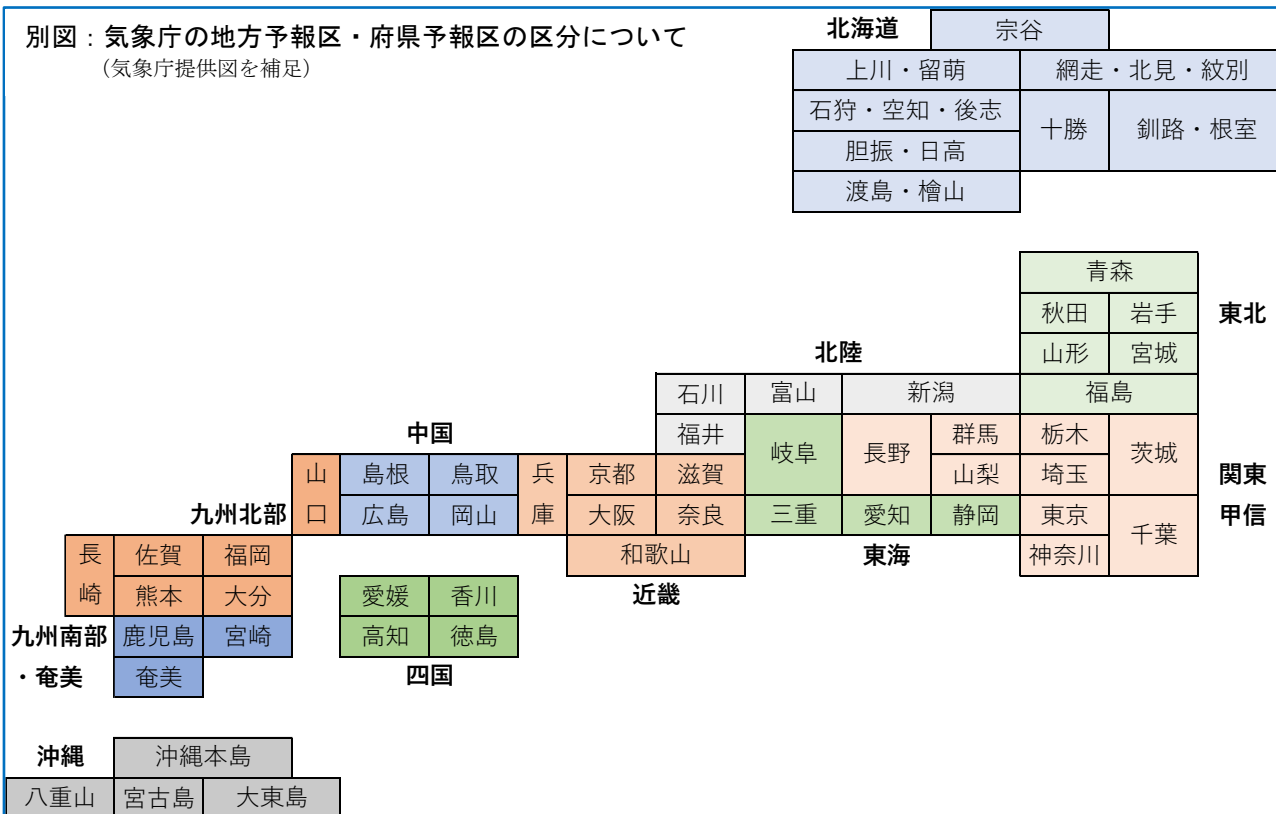 別図：気象庁の地方予報区・府県予報区の区分について
（気象庁提供図を補足）
北海道 宗谷
上川・留萌 網走・北見・紋別
石狩・空知・後志
十勝 釧路・根室
胆振・日高
渡島・檜山
青森
秋田 岩手 東北
山形 宮城
北陸
石川 富山 新潟 福島
中国
福井 岐阜 長野 群馬 栃木 茨城
山口 島根 鳥取 兵庫 京都 滋賀 山梨 埼玉 関東
九州北部 広島 岡山 大阪 奈良 三重 愛知 静岡 東京 千葉 甲信
長崎 佐賀 福岡 和歌山 東海 神奈川
熊本 大分 愛媛 香川 近畿
九州南部 鹿児島 宮崎 高知 徳島
・奄美 奄美 四国
沖縄 沖縄本島
八重山 宮古島 大東島